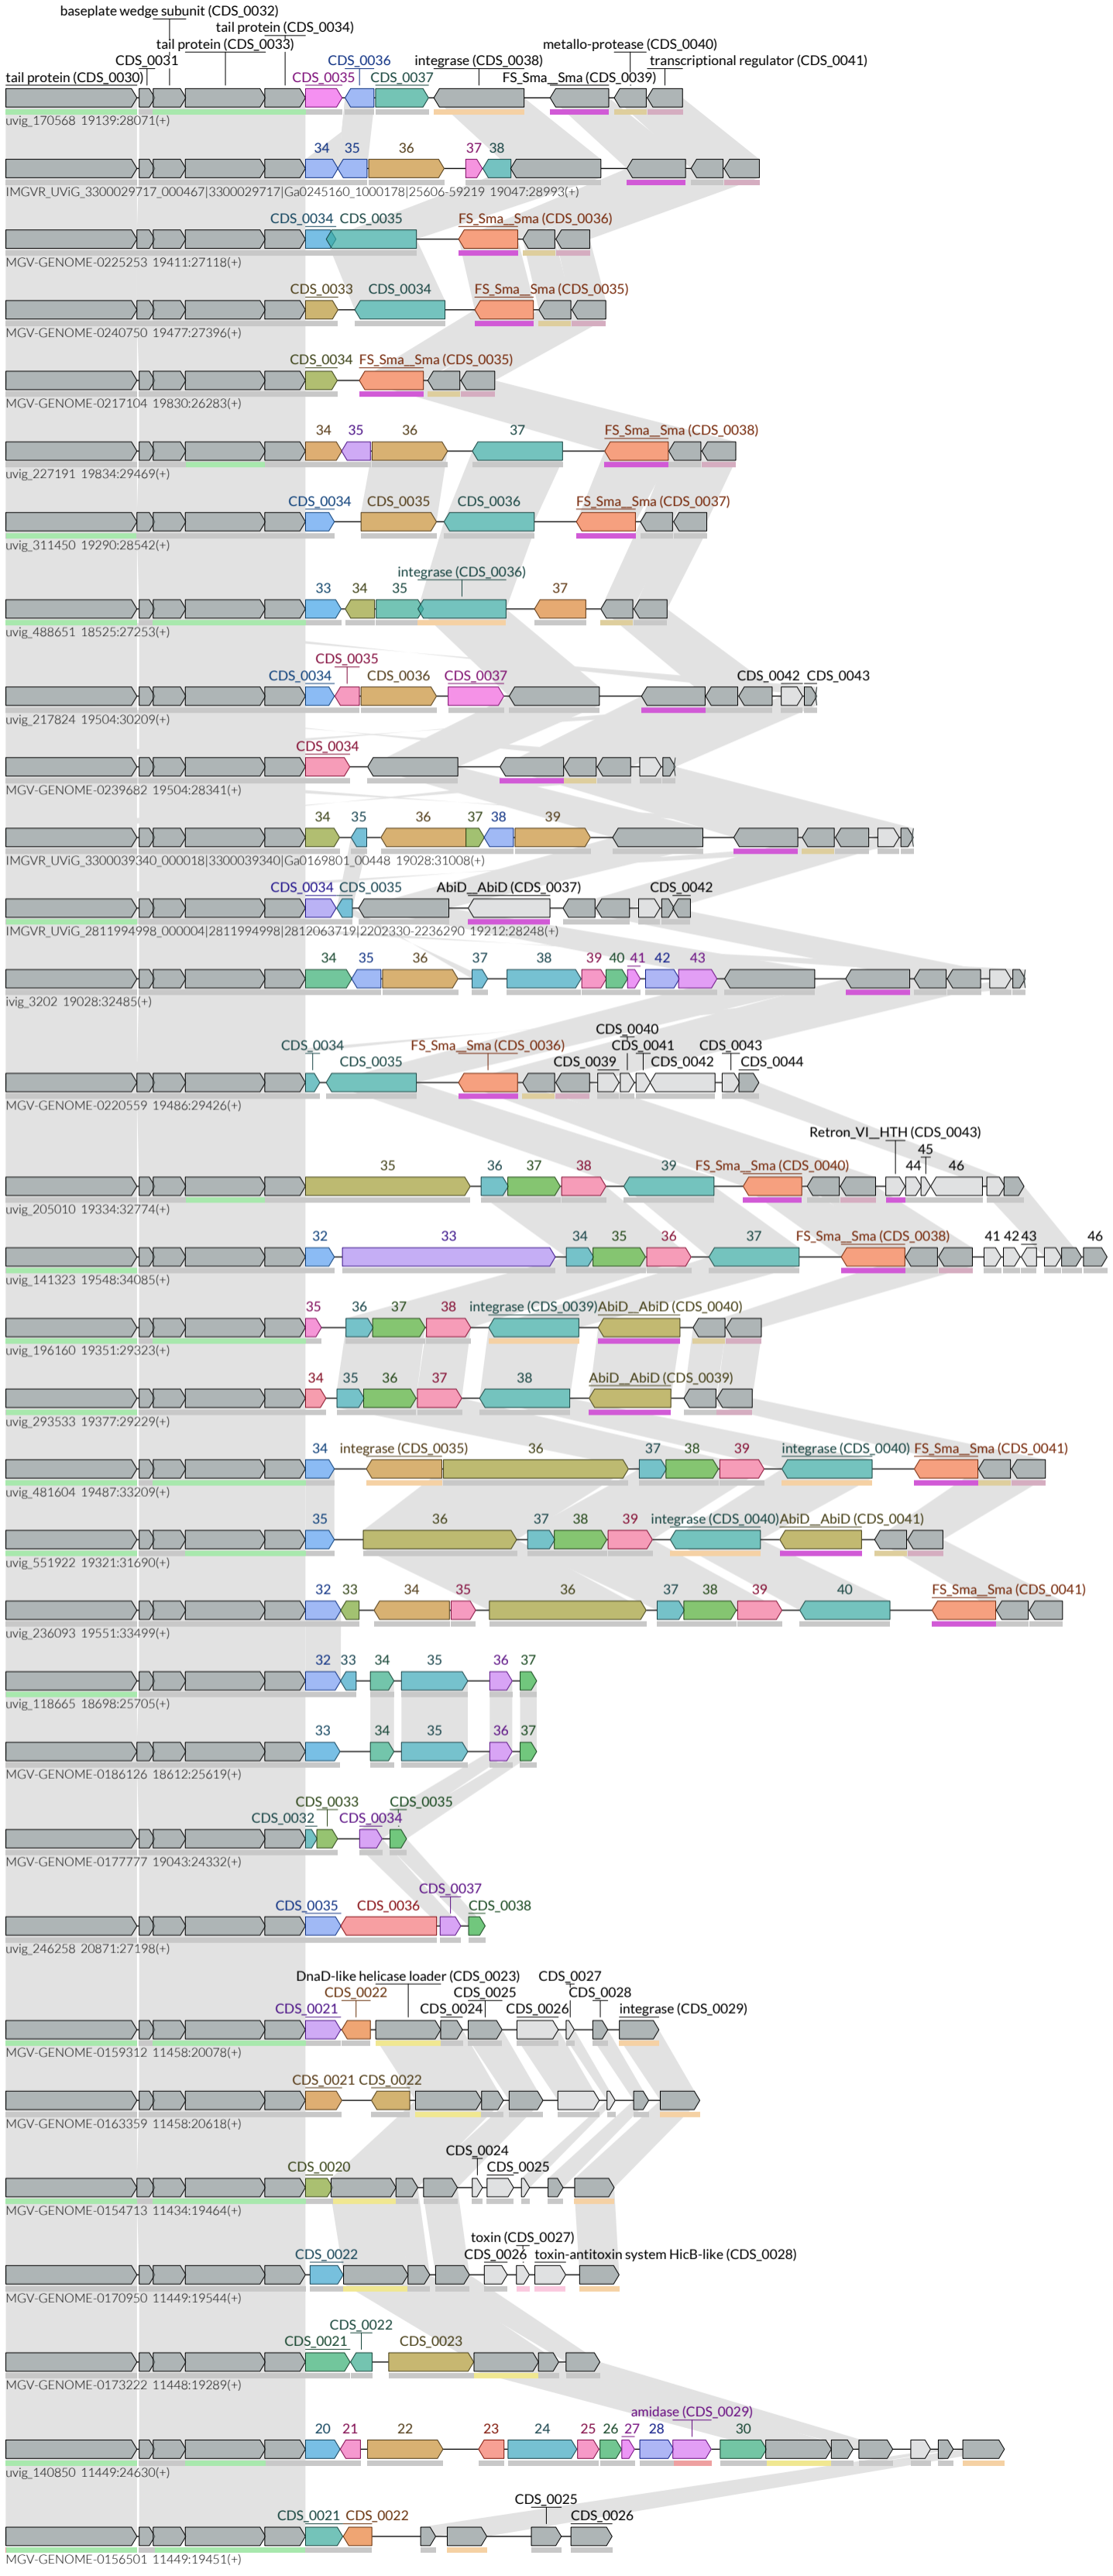 baseplate wedge subunit (CDS_0032)
tail protein (CDS_0034)
tail protein (CDS_0033) metallo-protease (CDS_0040)
CDS_0031 CDS_0036 integrase (CDS_0038) transcriptional regulator (CDS_0041)
tail protein (CDS_0030) CDS_0035 CDS_0037 FS_Sma__Sma (CDS_0039)
uvig_170568 19139:28071(+)
34 35 36 37 38
IMGVR_UViG_3300029717_000467|3300029717|Ga0245160_1000178|25606-59219 19047:28993(+)
CDS_0034 CDS_0035 FS_Sma__Sma (CDS_0036)
MGV-GENOME-0225253 19411:27118(+)
CDS_0033 CDS_0034 FS_Sma__Sma (CDS_0035)
MGV-GENOME-0240750 19477:27396(+)
CDS_0034 FS_Sma__Sma (CDS_0035)
MGV-GENOME-0217104 19830:26283(+)
34 35 36 37 FS_Sma__Sma (CDS_0038)
uvig_227191 19834:29469(+)
CDS_0034 CDS_0035 CDS_0036 FS_Sma__Sma (CDS_0037)
uvig_311450 19290:28542(+)
integrase (CDS_0036)
33 34 35 37
uvig_488651 18525:27253(+)
CDS_0035
CDS_0034 CDS_0036 CDS_0037 CDS_0042 CDS_0043
uvig_217824 19504:30209(+)
CDS_0034
MGV-GENOME-0239682 19504:28341(+)
34 35 36 37 38 39
IMGVR_UViG_3300039340_000018|3300039340|Ga0169801_00448 19028:31008(+)
CDS_0034 CDS_0035 AbiD__AbiD (CDS_0037) CDS_0042
IMGVR_UViG_2811994998_000004|2811994998|2812063719|2202330-2236290 19212:28248(+)
34 35 36 37 38 39 40 41 42 43
ivig_3202 19028:32485(+)
CDS_0040
CDS_0034 FS_Sma__Sma (CDS_0036) CDS_0041 CDS_0043
CDS_0035 CDS_0039 CDS_0042 CDS_0044
MGV-GENOME-0220559 19486:29426(+)
Retron_VI__HTH (CDS_0043)
45
35 36 37 38 39 FS_Sma__Sma (CDS_0040) 44 46
uvig_205010 19334:32774(+)
32 33 34 35 36 37 FS_Sma__Sma (CDS_0038) 41 42 43 46
uvig_141323 19548:34085(+)
35 36 37 38 integrase (CDS_0039) AbiD__AbiD (CDS_0040)
uvig_196160 19351:29323(+)
34 35 36 37 38 AbiD__AbiD (CDS_0039)
uvig_293533 19377:29229(+)
34 integrase (CDS_0035) 36 37 38 39 integrase (CDS_0040) FS_Sma__Sma (CDS_0041)
uvig_481604 19487:33209(+)
35 36 37 38 39 integrase (CDS_0040) AbiD__AbiD (CDS_0041)
uvig_551922 19321:31690(+)
32 33 34 35 36 37 38 39 40 FS_Sma__Sma (CDS_0041)
uvig_236093 19551:33499(+)
32 33 34 35 36 37
uvig_118665 18698:25705(+)
33 34 35 36 37
MGV-GENOME-0186126 18612:25619(+)
CDS_0033 CDS_0035
CDS_0032 CDS_0034
MGV-GENOME-0177777 19043:24332(+)
CDS_0037
CDS_0035 CDS_0036 CDS_0038
uvig_246258 20871:27198(+)
DnaD-like helicase loader (CDS_0023) CDS_0027
CDS_0022 CDS_0025 CDS_0028
CDS_0021 CDS_0024 CDS_0026 integrase (CDS_0029)
MGV-GENOME-0159312 11458:20078(+)
CDS_0021 CDS_0022
MGV-GENOME-0163359 11458:20618(+)
CDS_0024
CDS_0020 CDS_0025
MGV-GENOME-0154713 11434:19464(+)
toxin (CDS_0027)
CDS_0022 CDS_0026 toxin-antitoxin system HicB-like (CDS_0028)
MGV-GENOME-0170950 11449:19544(+)
CDS_0022
CDS_0021 CDS_0023
MGV-GENOME-0173222 11448:19289(+)
amidase (CDS_0029)
20 21 22 23 24 25 26 27 28 30
uvig_140850 11449:24630(+)
CDS_0025
CDS_0021 CDS_0022 CDS_0026
MGV-GENOME-0156501 11449:19451(+)